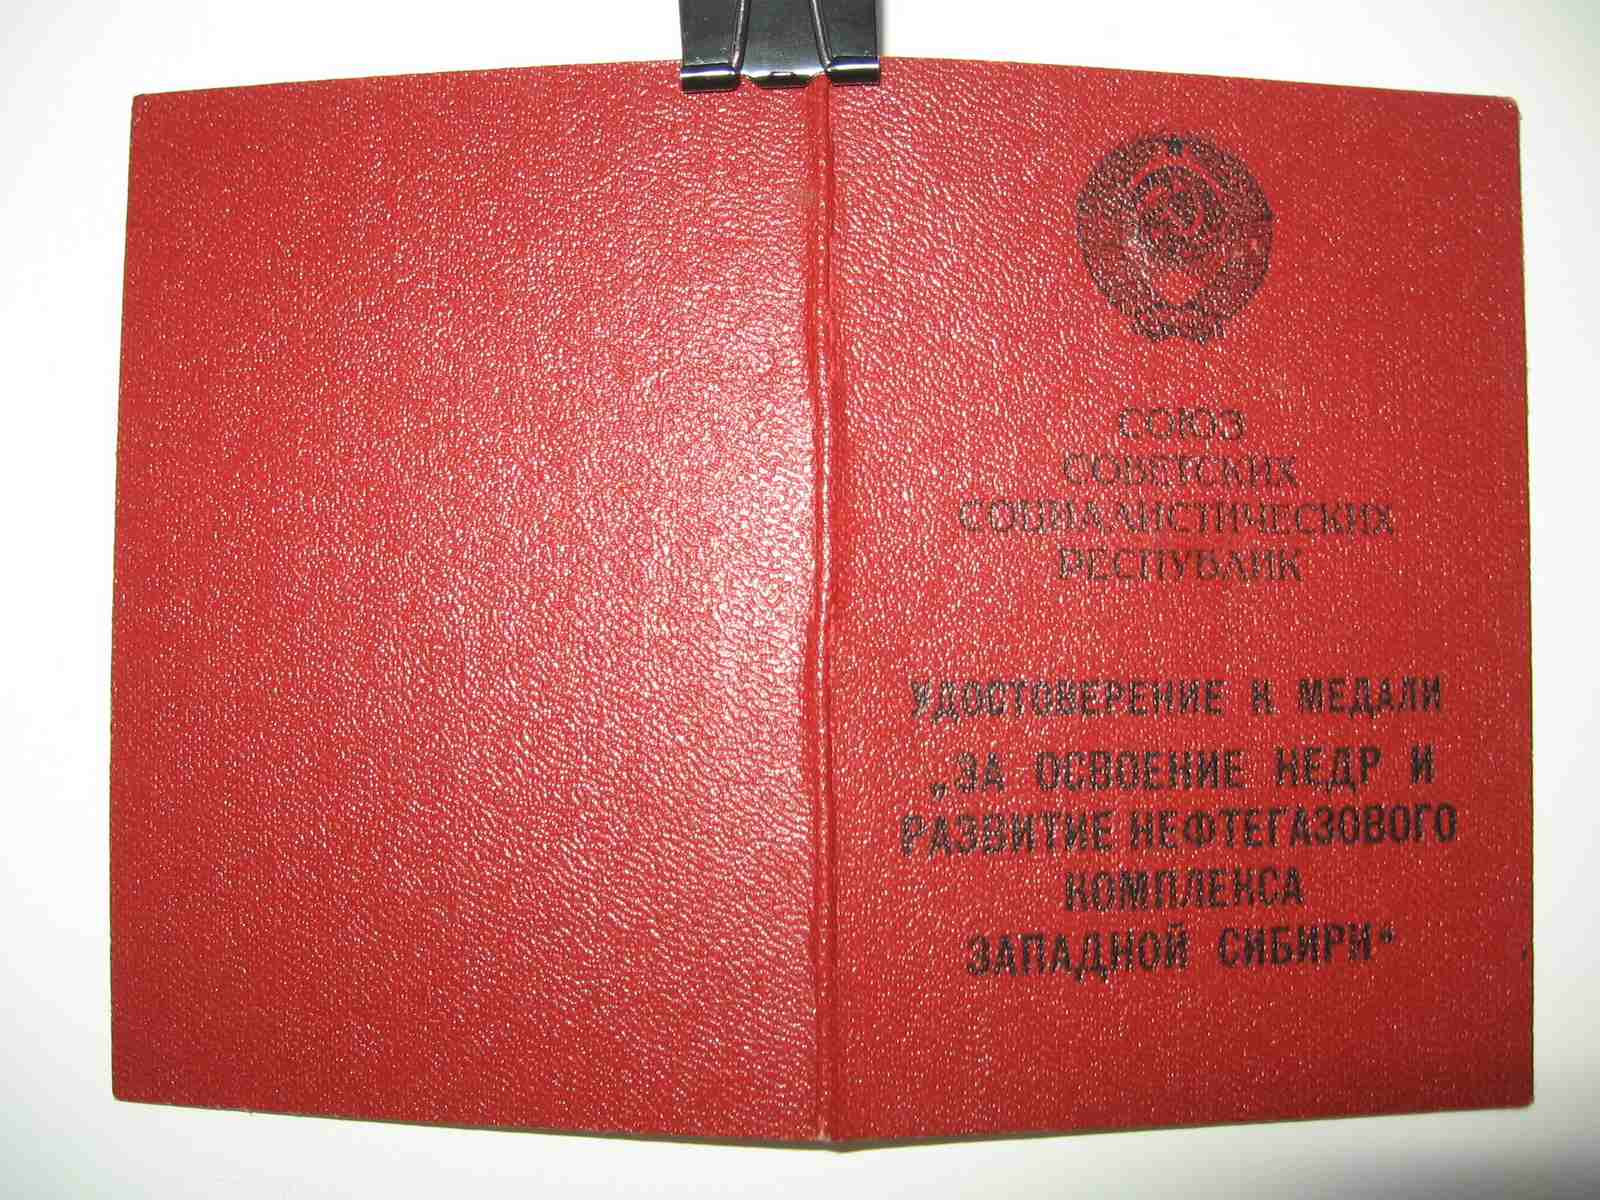 СОЮЗ
СОВЕТСКИХ
СОЦИАЛИСТИЧЕСКИХ
РЕСПУБЛИК
УДОСТОВЕРЕНИЕ К МЕДАЛИ
„ЗА ОСВОЕНИЕ НЕДР И
РАЗВИТИЕ НЕФТЕГАЗОВОГО
КОМПЛЕКСА
ЗАПАДНОЙ СИБИРИ“